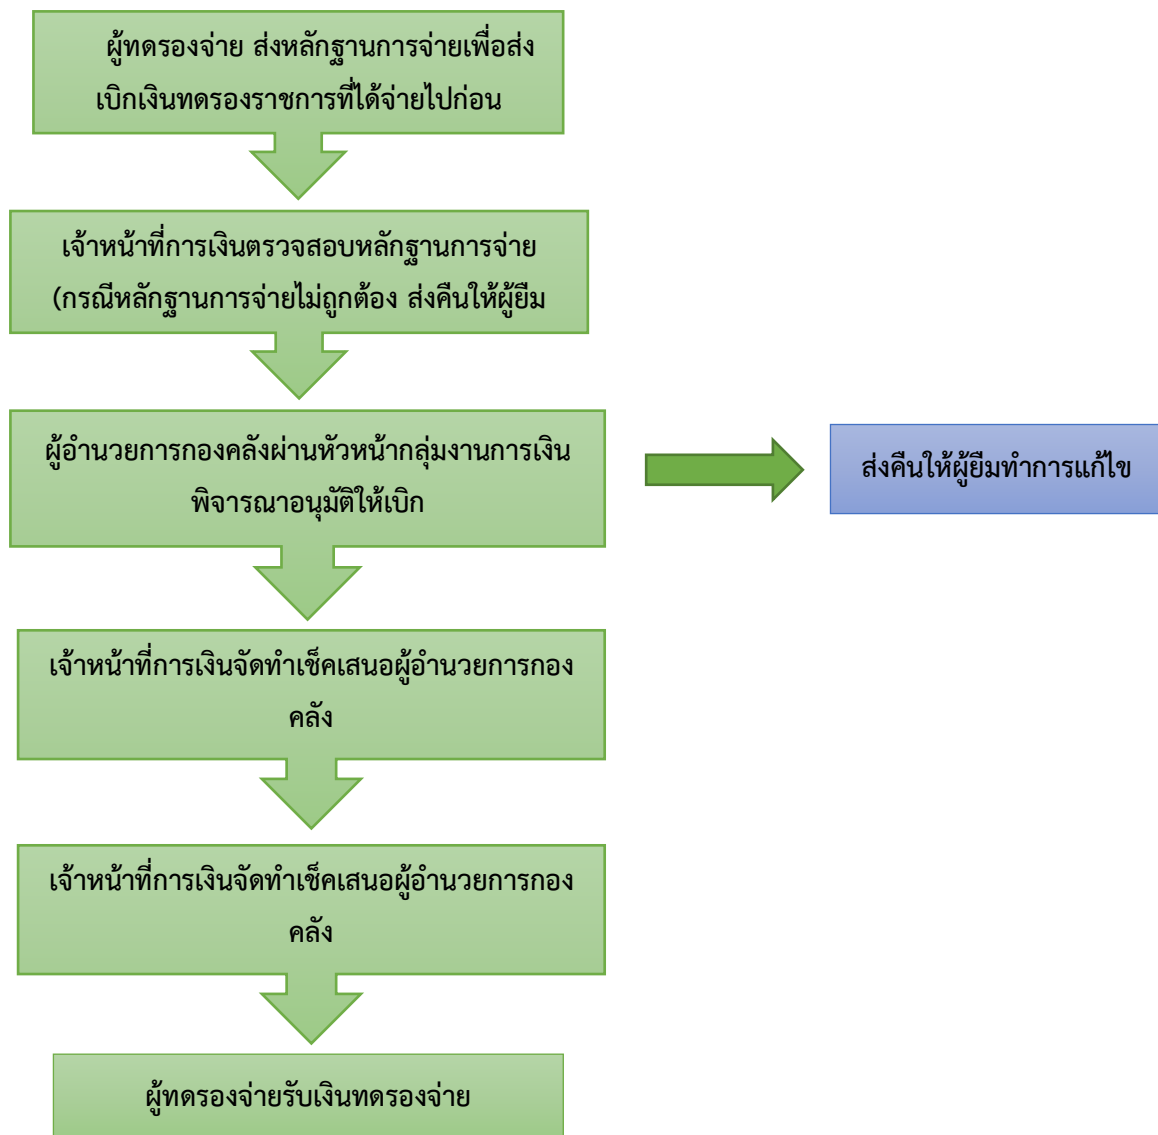 ผู้ทดรองจ่าย ส่งหลักฐานการจ่ายเพื่อส่ง
เบิกเงินทดรองราชการที่ได้จ่ายไปก่อน
เจ้าหน้าที่การเงินตรวจสอบหลักฐานการจ่าย
(กรณีหลักฐานการจ่ายไม่ถูกต้อง ส่งคืนให้ผู้ยืม
ผู้อำนวยการกองคลังผ่านหัวหน้ากลุ่มงานการเงิน
พิจารณาอนุมัติให้เบิก
ส่งคืนให้ผู้ยืมทำการแก้ไข
เจ้าหน้าที่การเงินจัดทำเช็คเสนอผู้อำนวยการกอง
คลัง
เจ้าหน้าที่การเงินจัดทำเช็คเสนอผู้อำนวยการกอง
คลัง
ผู้ทดรองจ่ายรับเงินทดรองจ่าย